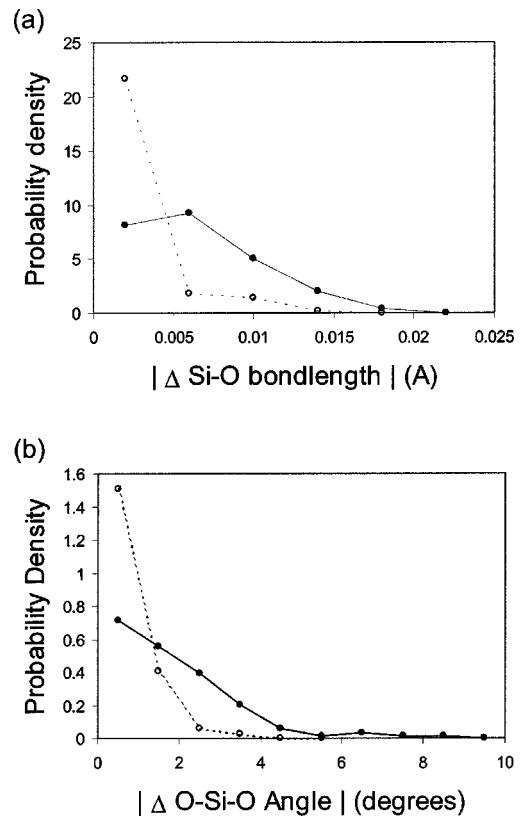 (a)
25
20
15
10
5
0
Probability density
0 0.005 0.01 0.015 0.02 0.025
| Δ Si-O bondlength | (A)
(b)
1.6
1.4
1.2
1
0.8
0.6
0.4
0.2
0
Probability Density
0 2 4 6 8 10
| Δ O-Si-O Angle | (degrees)